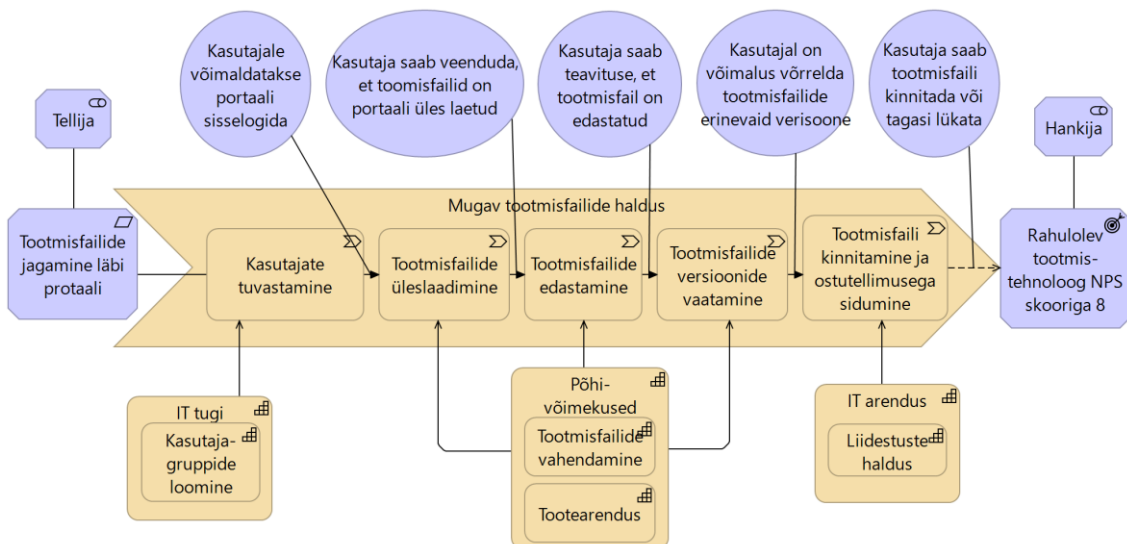 Kasutajale
võimaldatakse
portaali
sisselogida
Kasutaja saab veenduda,
et toomisfailid on
portaali üles laetud
Kasutaja saab
teavituse, et
tootmisfail on
edastatud
Kasutajal on
võimalus võrrelda
tootmisfailide
erinevaid verisoone
Kasutaja saab
tootmisfaili
kinnitada või
tagasi lükata
Tellija
Hankija
Mugav tootmisfailide haldus
Tootmisfailide
jagamine läbi
protaali
Kasutajate
tuvastamine
Tootmisfailide
üleslaadimine
Tootmisfailide
edastamine
Tootmisfailide
versioonide
vaatamine
Tootmisfaili
kinnitamine ja
ostutellimusega
sidumine
Rahulolev
tootmis-
tehnoloog NPS
skooriga 8
IT tugi
Kasutaja-
gruppide
loomine
Põhi-
võimekused
Tootmisfailide
vahendamine
Tootearendus
IT arendus
Liidestuste
haldus